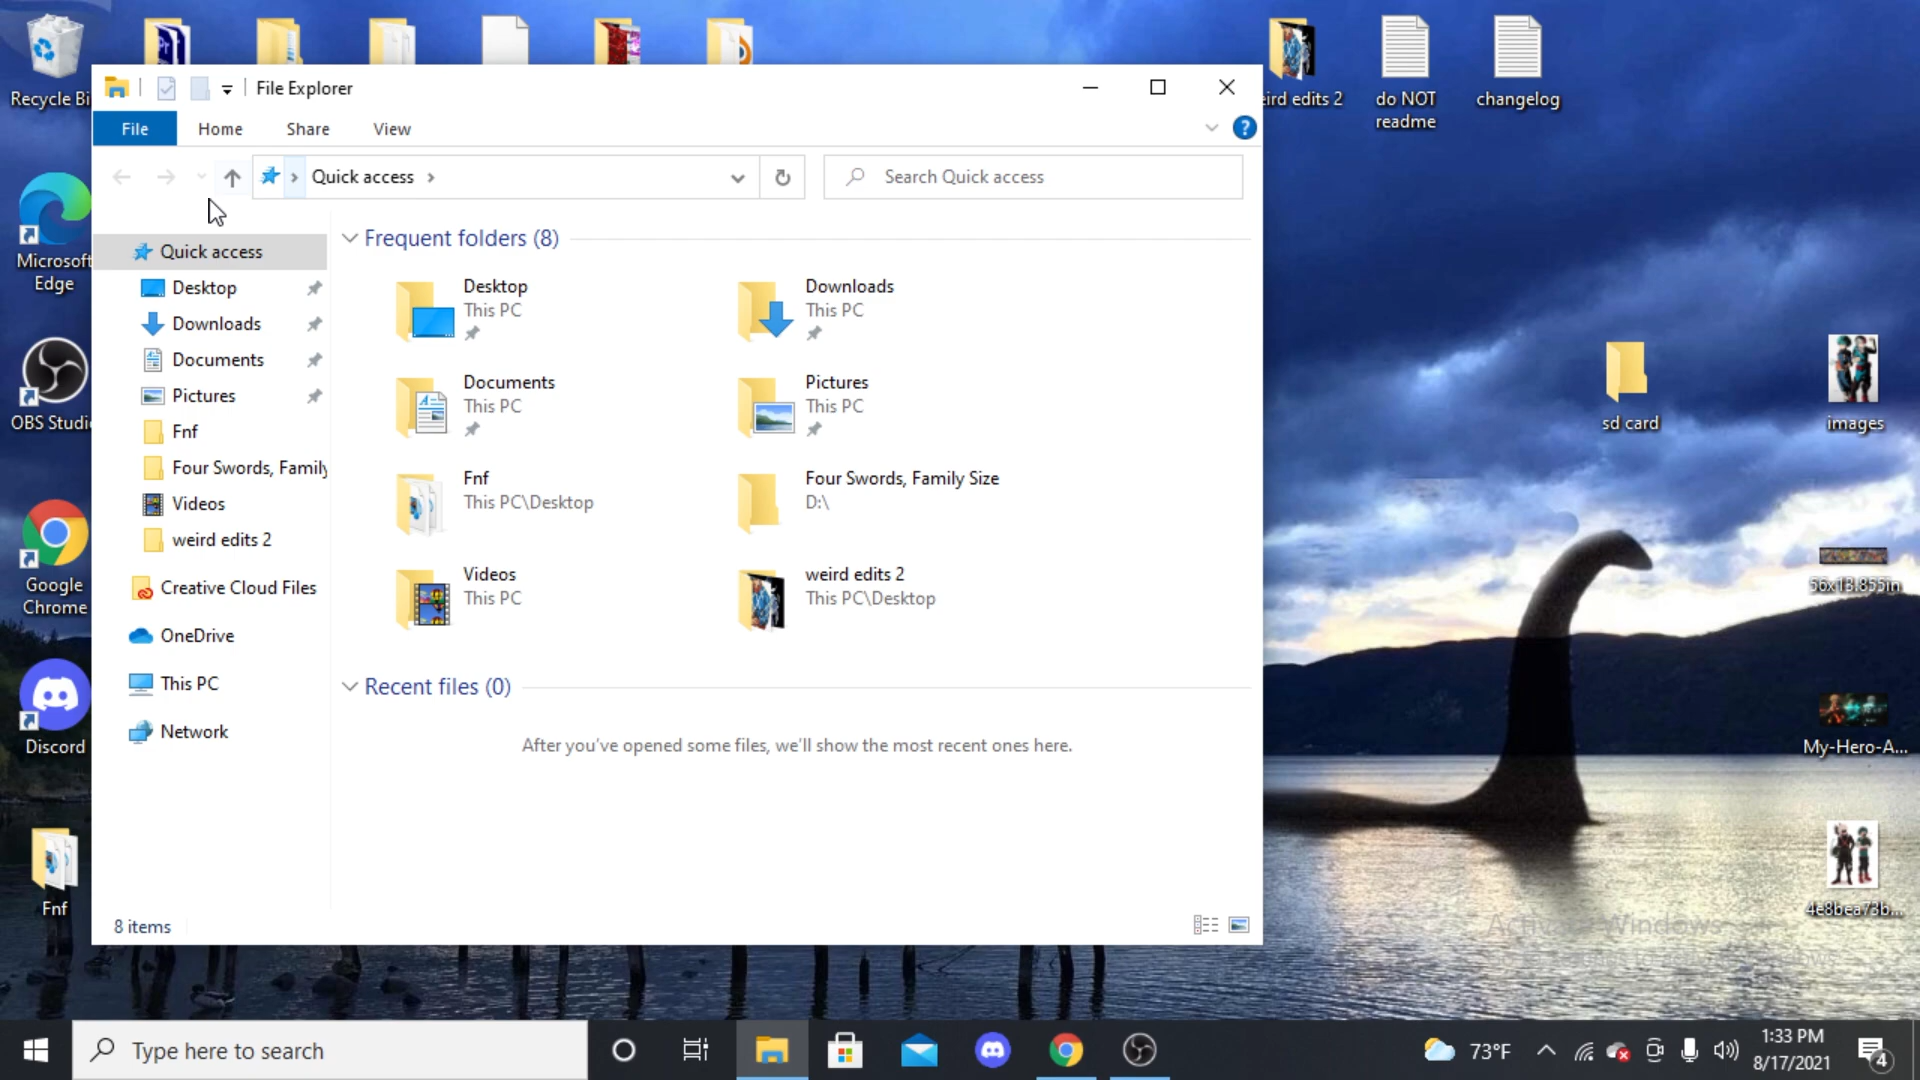 Recycle Bi
Microsoft
Edge
OBS Studi
Google
Chrome
Discord
Fnf
File Explorer
File
Home
Share
View
Quick access
Search Quick access
Quick access
Desktop
Downloads
Documents
Pictures
Fnf
Four Swords, Family
Videos
weird edits 2
Creative Cloud Files
OneDrive
This PC
Network
Frequent folders (8)
Desktop
This PC
Downloads
This PC
Documents
This PC
Pictures
This PC
Fnf
This PC\Desktop
Four Swords, Family Size
D:\
Videos
This PC
weird edits 2
This PC\Desktop
Recent files (0)
After you've opened some files, we'll show the most recent ones here.
8 items
eird edits 2
do NOT
readme
changelog
sd card
images
56x13.855in
My-Hero-A...
4e8bea73b...
Type here to search
73°F
1:33 PM
8/17/2021
4